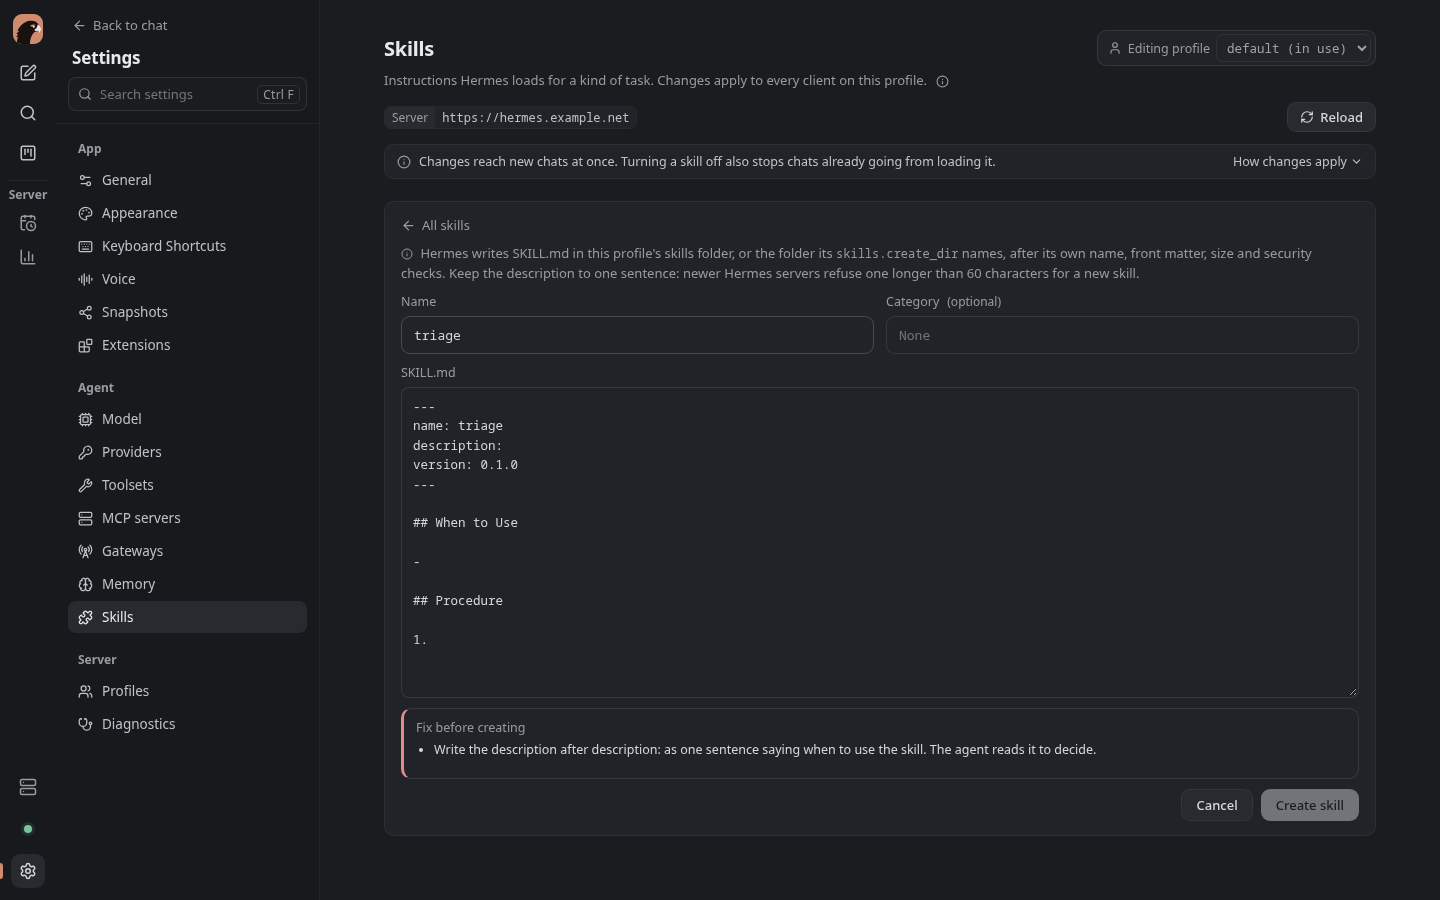 Back to chat
Settings
Search settings
Ctrl F
App
General
Appearance
Keyboard Shortcuts
Voice
Snapshots
Extensions
Agent
Model
Providers
Toolsets
MCP servers
Gateways
Memory
Skills
Server
Profiles
Diagnostics
Server
Skills
Editing profile
default (in use)
Instructions Hermes loads for a kind of task. Changes apply to every client on this profile.
Server
https://hermes.example.net
Reload
Changes reach new chats at once. Turning a skill off also stops chats already going from loading it.
How changes apply
All skills
Hermes writes SKILL.md in this profile's skills folder, or the folder its skills.create_dir names, after its own name, front matter, size and security
checks. Keep the description to one sentence: newer Hermes servers refuse one longer than 60 characters for a new skill.
Name
triage
Category (optional)
None
SKILL.md
---
name: triage
description:
version: 0.1.0
---
## When to Use
-
## Procedure
1.
Fix before creating
• Write the description after description: as one sentence saying when to use the skill. The agent reads it to decide.
Cancel
Create skill